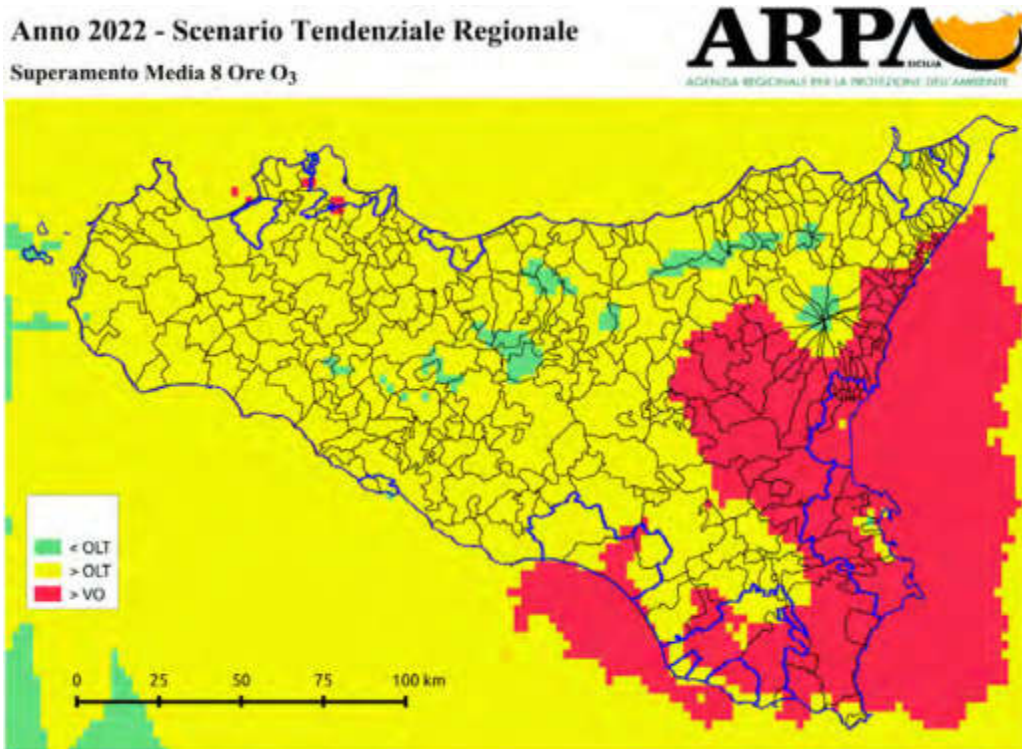 Anno 2022 - Scenario Tendenziale Regionale
Superamento Media 8 Ore O₃
ARPA
SICILIA
AGENZIA REGIONALE PER LA PROTEZIONE DELL'AMBIENTE
< OLT
> OLT
> VO
0 25 50 75 100 km